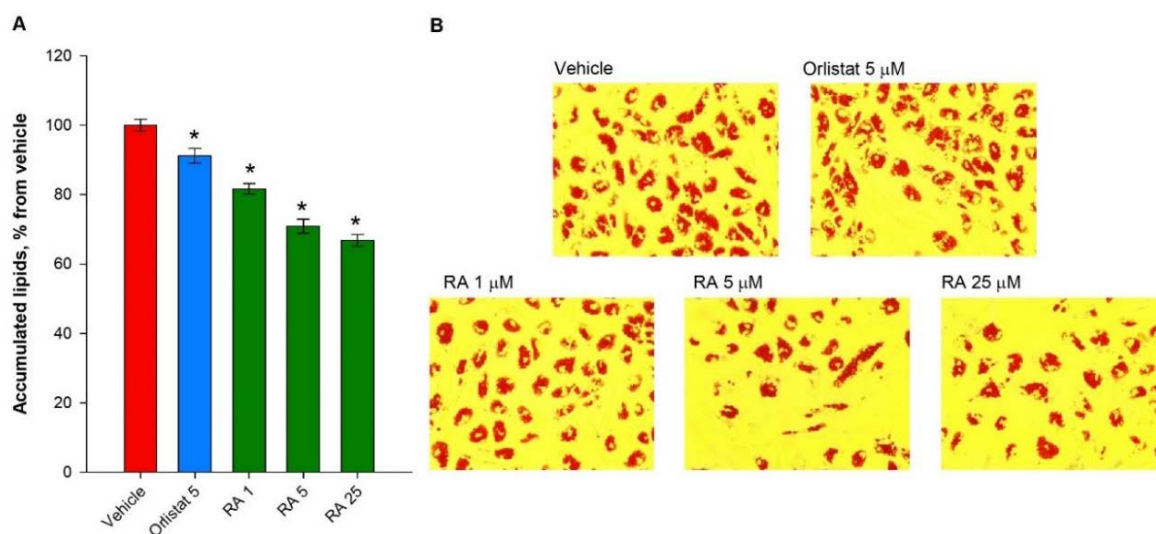 A
Accumulated lipids, % from vehicle
120
100
80
60
40
20
0
*
*
*
*
Vehicle
Orlistat 5
RA 1
RA 5
RA 25
B
Vehicle
Orlistat 5 μM
RA 1 μM
RA 5 μM
RA 25 μM